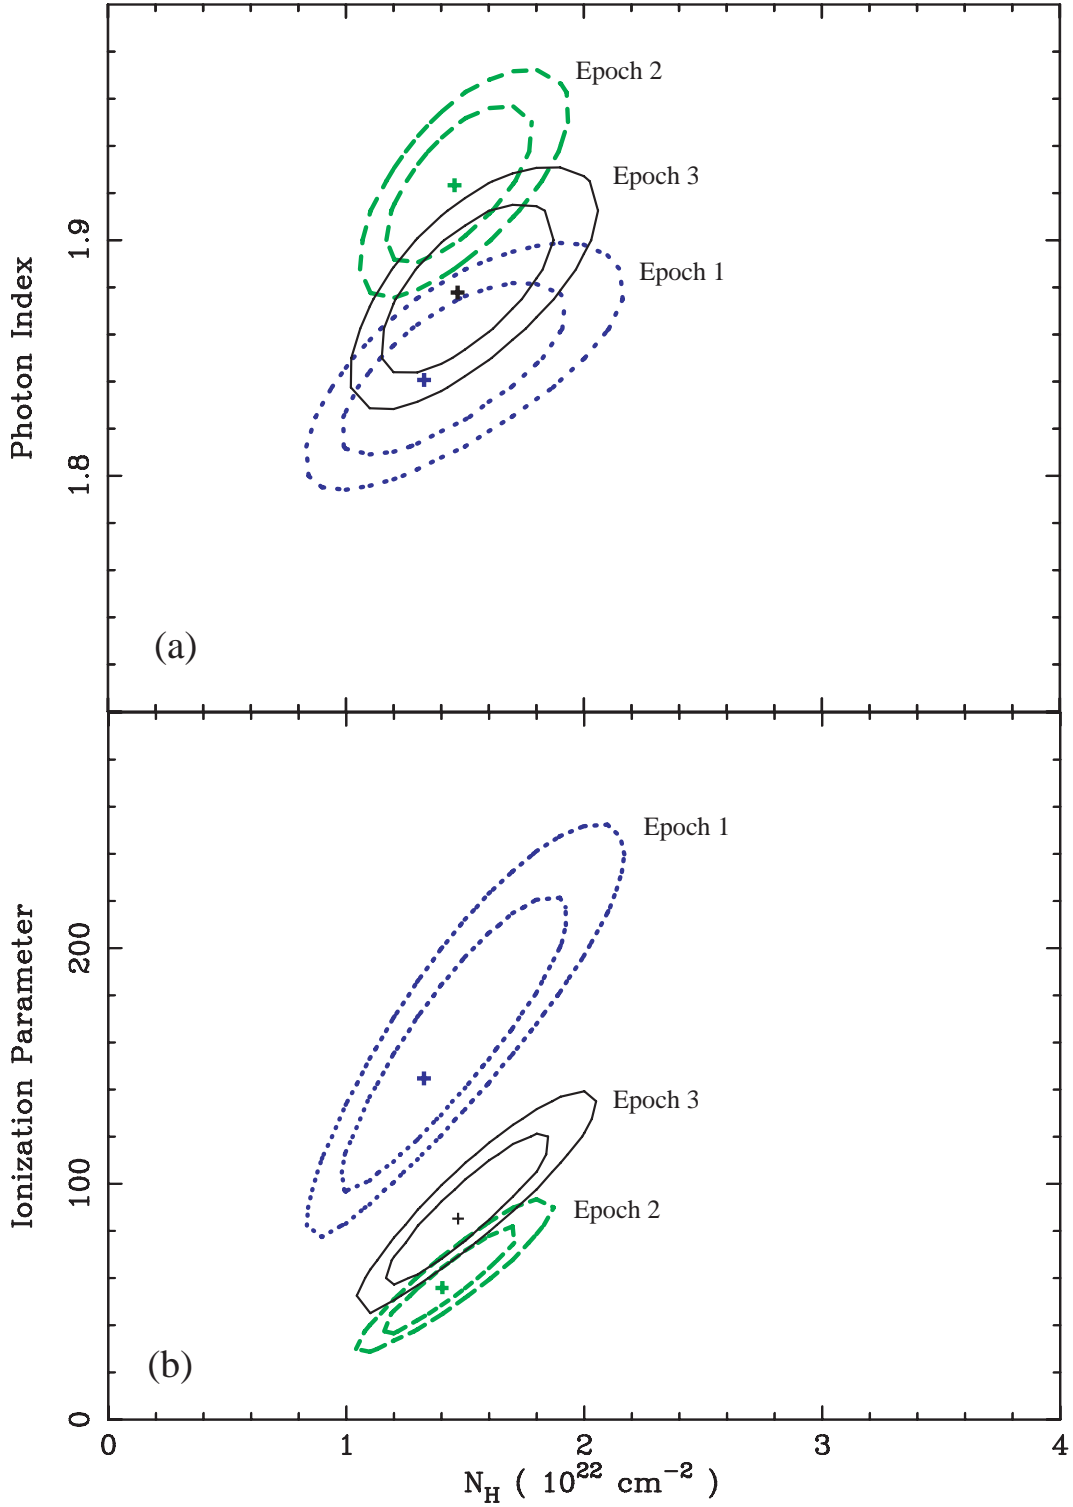 Epoch 2
Epoch 3
Epoch 1
1.9
1.8
Photon Index
(a)
Epoch 1
Epoch 3
Epoch 2
200
100
0
Ionization Parameter
(b)
0 1 2 3 4
N_H ( 10^22 cm^-2 )